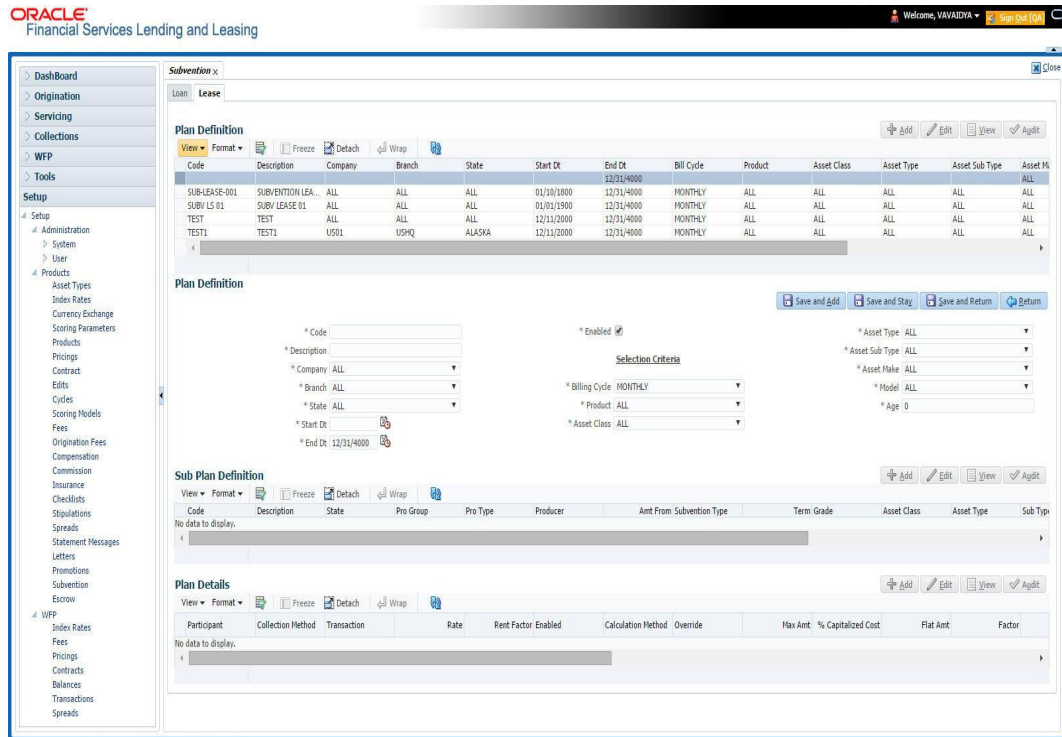 ORACLE
Financial Services Lending and Leasing
Welcome, VAVAIDYA
Sign Out [QA]
Close
DashBoard
Origination
Servicing
Collections
WFP
Tools
Setup
Setup
Administration
System
User
Products
Asset Types
Index Rates
Currency Exchange
Scoring Parameters
Products
Pricings
Contract
Edits
Cycles
Scoring Models
Fees
Origination Fees
Compensation
Commission
Insurance
Checklists
Stipulations
Spreads
Statement Messages
Letters
Promotions
Subvention
Escrow
WFP
Index Rates
Fees
Pricings
Contracts
Balances
Transactions
Spreads
Subvention x
Loan Lease
Plan Definition
Add Edit View Audit
View Format Freeze Detach Wrap
Code Description Company Branch State Start Dt End Dt Bill Cycle Product Asset Class Asset Type Asset Sub Type Asset Ma
12/31/4000 ALL
SUB-LEASE-001 SUBVENTION LEA... ALL ALL ALL 01/10/1800 12/31/4000 MONTHLY ALL ALL ALL ALL ALL
SUBV LS 01 SUBV LEASE 01 ALL ALL ALL 01/01/1900 12/31/4000 MONTHLY ALL ALL ALL ALL ALL
TEST TEST ALL ALL ALL 12/11/2000 12/31/4000 MONTHLY ALL ALL ALL ALL ALL
TEST1 TEST1 US01 USHQ ALASKA 12/11/2000 12/31/4000 MONTHLY ALL ALL ALL ALL ALL
Plan Definition
Save and Add Save and Stay Save and Return Return
* Code
* Description
* Company ALL
* Branch ALL
* State ALL
* Start Dt
* End Dt 12/31/4000
* Enabled
Selection Criteria
* Billing Cycle MONTHLY
* Product ALL
* Asset Class ALL
* Asset Type ALL
* Asset Sub Type ALL
* Asset Make ALL
* Model ALL
* Age 0
Sub Plan Definition
Add Edit View Audit
View Format Freeze Detach Wrap
Code Description State Pro Group Pro Type Producer Amt From Subvention Type Term Grade Asset Class Asset Type Sub Type
No data to display.
Plan Details
Add Edit View Audit
View Format Freeze Detach Wrap
Participant Collection Method Transaction Rate Rent Factor Enabled Calculation Method Override Max Amt % Capitalized Cost Flat Amt Factor
No data to display.